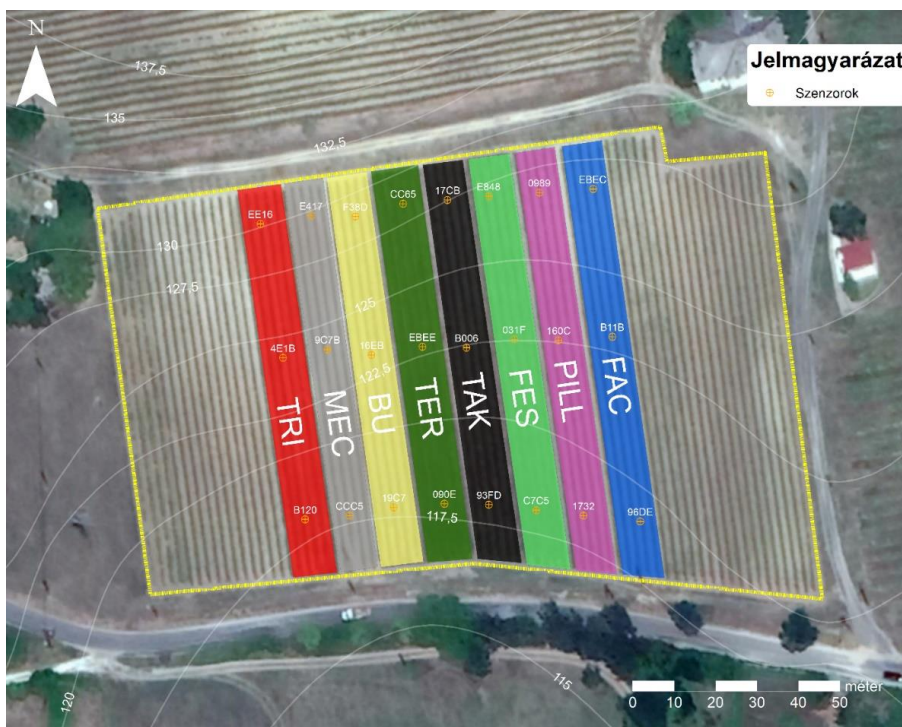 N
Jelmagyarázat
Szenzorok
137,5
135
132,5
130
127,5
125
122,5
117,5
120
115
EE16
E417
F38D
CC65
17CB
E848
0989
EBEC
4E1B
9C7B
16EB
EBEE
B006
031F
160C
B11B
TRI
MEC
BU
TER
TAK
FES
PILL
FAC
B120
CCC5
19C7
090E
93FD
C7C5
1732
96DE
méter
0 10 20 30 40 50